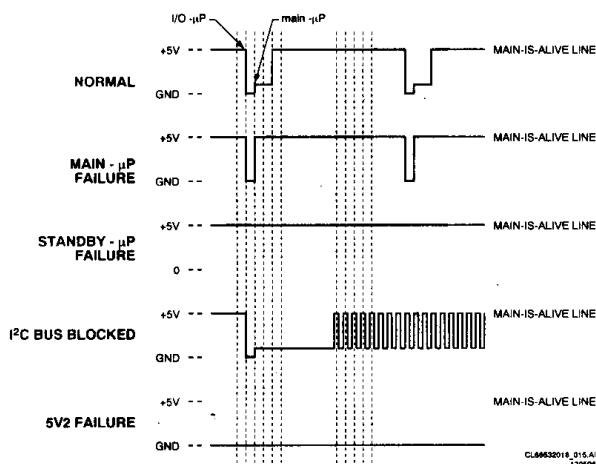 I/O -µP
main -µP
+5V
MAIN-IS-ALIVE LINE
NORMAL
GND
+5V
MAIN-IS-ALIVE LINE
MAIN - µP
FAILURE
GND
+5V
MAIN-IS-ALIVE LINE
STANDBY - µP
FAILURE
0
+5V
MAIN-IS-ALIVE LINE
I²C BUS BLOCKED
GND
+5V
MAIN-IS-ALIVE LINE
5V2 FAILURE
GND